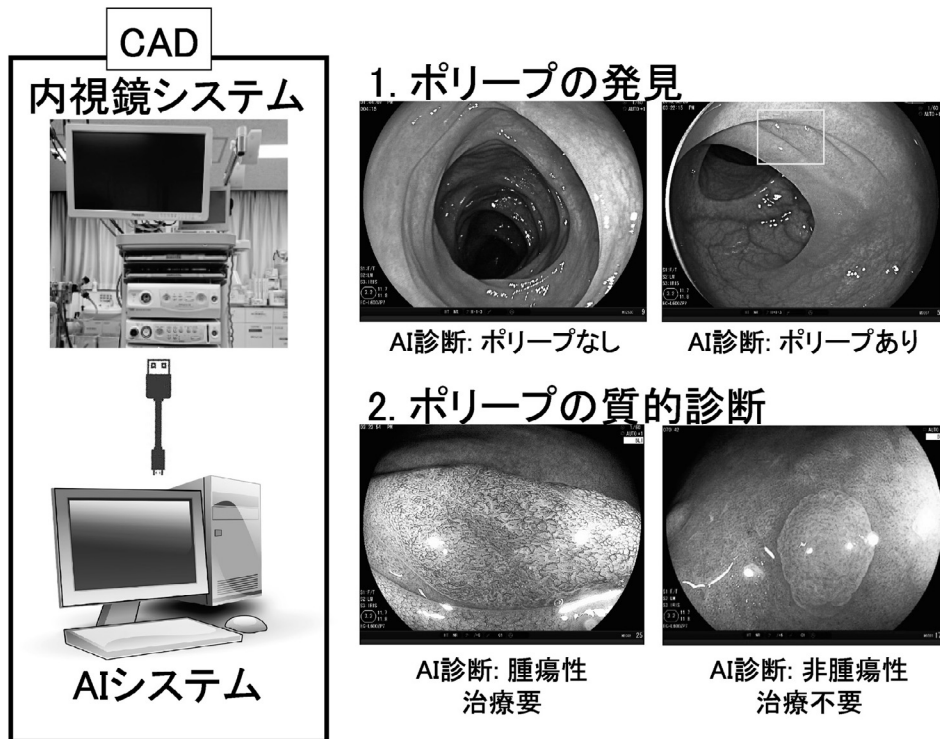 CAD
内視鏡システム
AIシステム
1. ポリープの発見
AI診断: ポリープなし
AI診断: ポリープあり
2. ポリープの質的診断
AI診断: 腫瘍性
治療要
AI診断: 非腫瘍性
治療不要